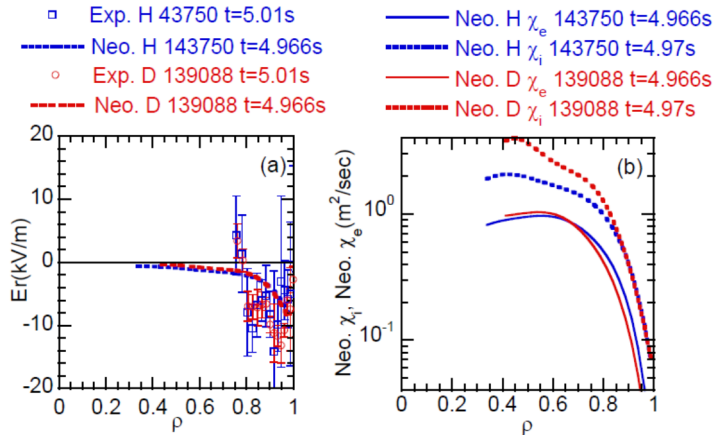 Exp. H 43750 t=5.01s
Neo. H 143750 t=4.966s
Exp. D 139088 t=5.01s
Neo. D 139088 t=4.966s
Neo. H χe 143750 t=4.966s
Neo. H χi 143750 t=4.97s
Neo. D χe 139088 t=4.966s
Neo. D χi 139088 t=4.97s
(a)
Er(kV/m)
20
10
0
-10
-20
0 0.2 0.4 0.6 0.8 1
ρ
(b)
Neo. χi, Neo. χe(m²/sec)
10⁰
10⁻¹
0 0.2 0.4 0.6 0.8 1
ρ